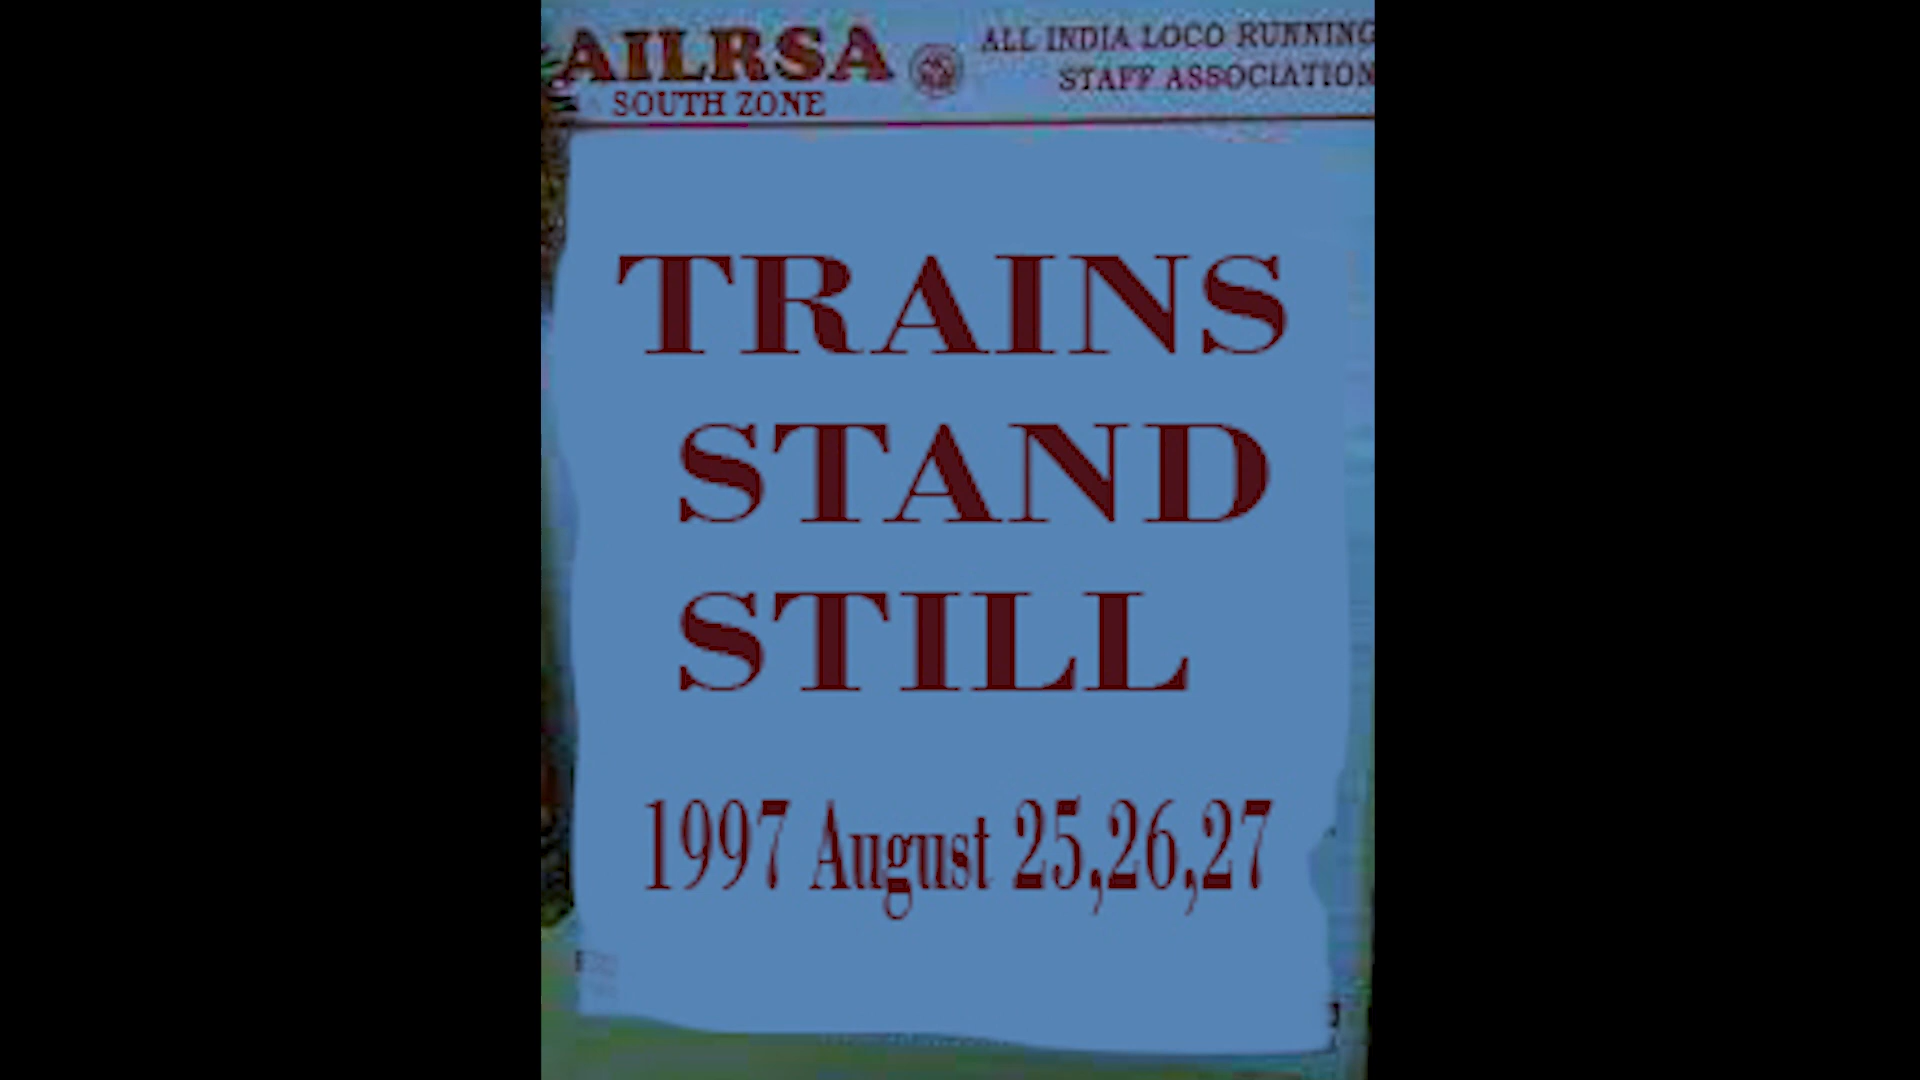 AILRSA
SOUTH ZONE
ALL INDIA LOCO RUNNING
STAFF ASSOCIATION
TRAINS
STAND
STILL
1997 August 25,26,27